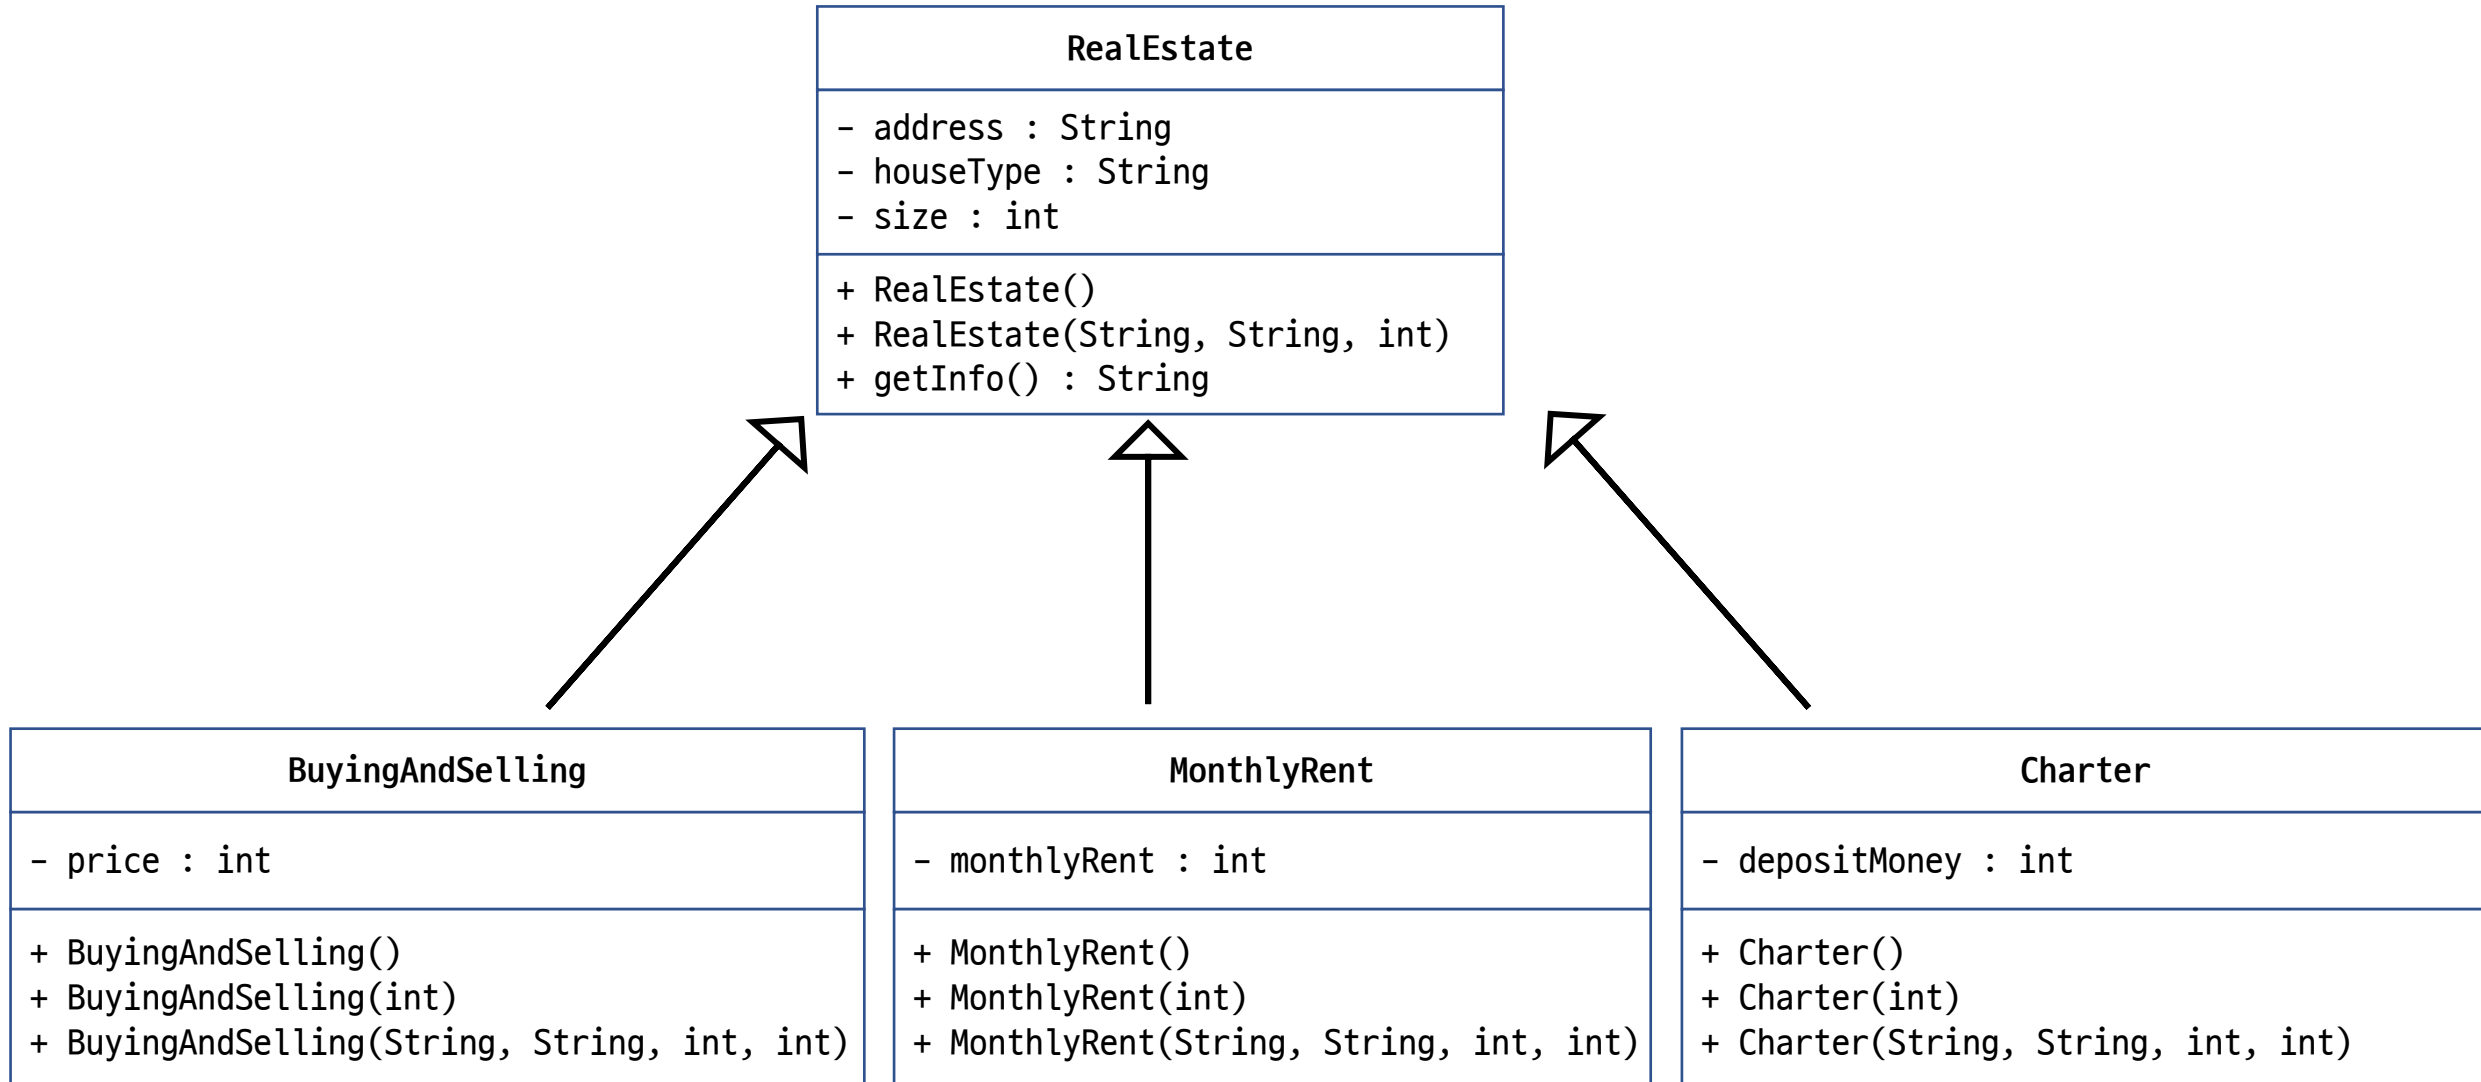 RealEstate
- address : String
- houseType : String
- size : int
+ RealEstate()
+ RealEstate(String, String, int)
+ getInfo() : String
BuyingAndSelling
- price : int
+ BuyingAndSelling()
+ BuyingAndSelling(int)
+ BuyingAndSelling(String, String, int, int)
MonthlyRent
- monthlyRent : int
+ MonthlyRent()
+ MonthlyRent(int)
+ MonthlyRent(String, String, int, int)
Charter
- depositMoney : int
+ Charter()
+ Charter(int)
+ Charter(String, String, int, int)